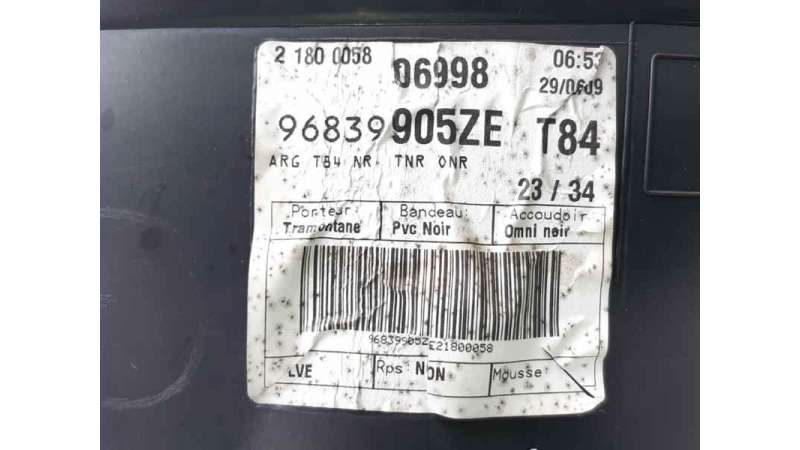 2 180 0058 06998 06:53
29/06/09
96839905ZE T84
ARG T84 NR TNR ONR
23 / 34
Porteur: Bandeau: Accoudoir
Tramontane Pvc Noir Omni noir
96839905ZE21800058
LVE Rps: NON Mousse: